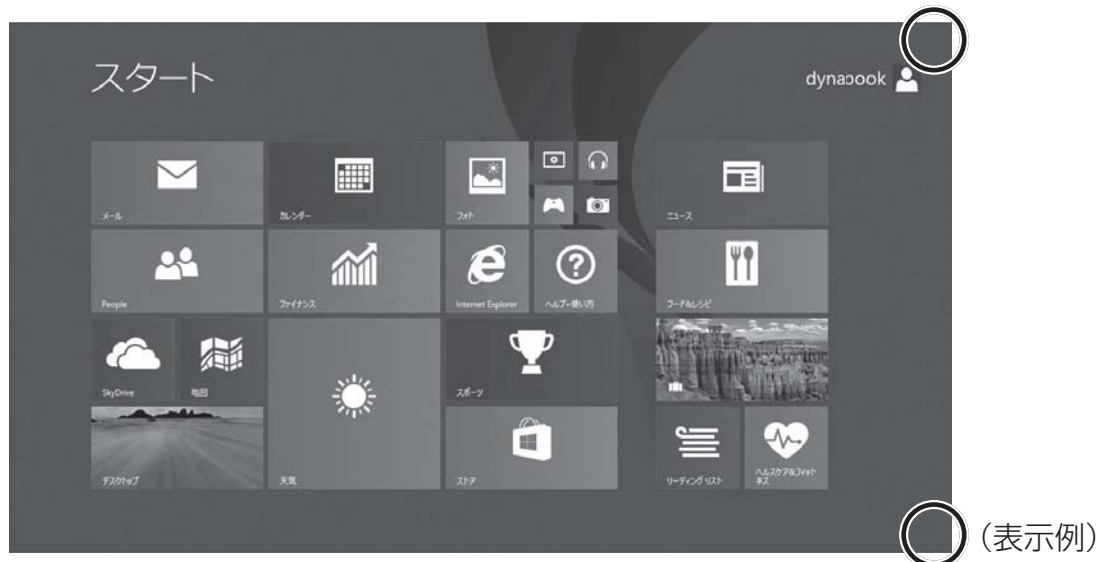 スタート
dynabook
メール
カレンダー
フォト
ニュース
People
ファイナンス
Internet Explorer
ヘルプ+使い方
フード&レシピ
SkyDrive
地図
スポーツ
デスクトップ
天気
ストア
リーディング リスト
ヘルスケア&フィットネス
(表示例)